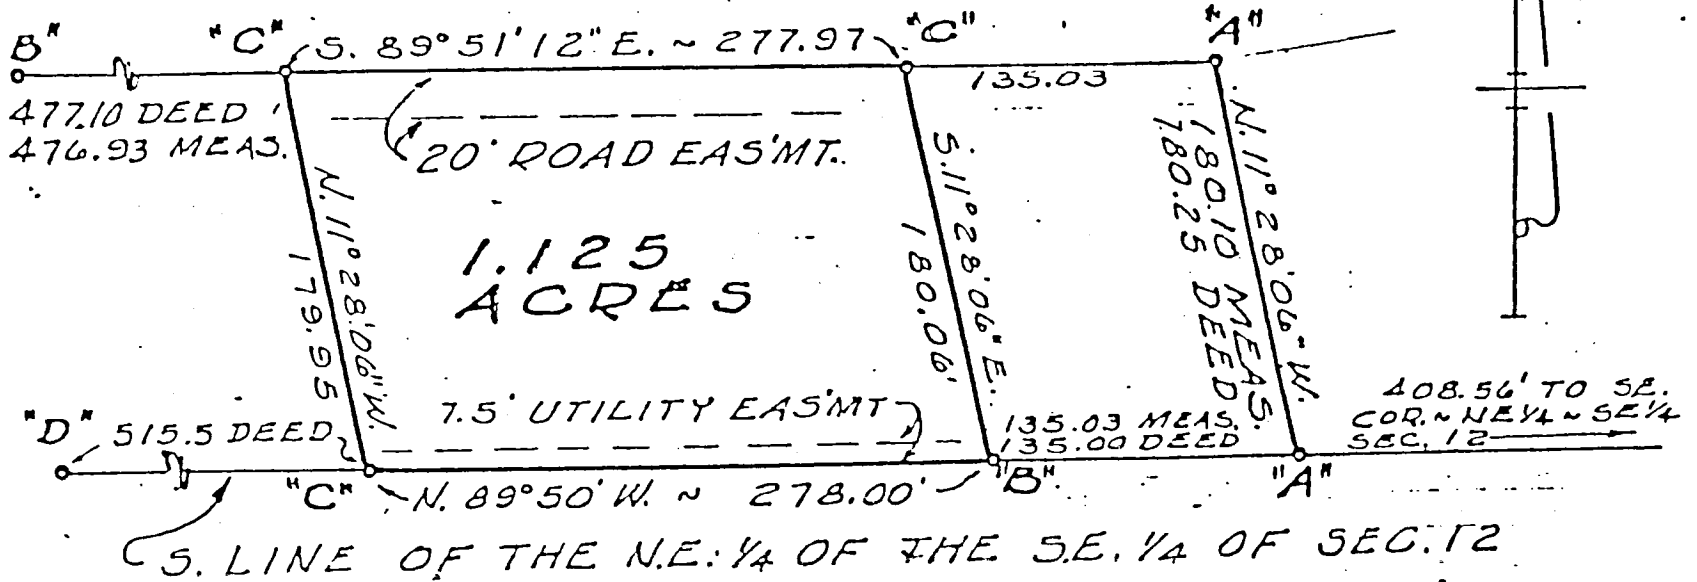 B"
"C"
S. 89°51'12" E. ~ 277.97
"C"
"A"
135.03
477.10 DEED
476.93 MEAS.
20' ROAD EAS'MT.
N. 11°28'06" W.
179.95
1.125
ACRES
S. 11°28'06" E.
180.06'
N. 11°28'06" W.
180.10 MEAS.
180.25 DEED
7.5' UTILITY EAS'MT
135.03 MEAS.
135.00 DEED
408.56' TO SE.
COR. ~ NE 1/4 ~ SE 1/4
SEC. 12
"D"
515.5 DEED
"C"
N. 89°50' W. ~ 278.00'
"B"
"A"
S. LINE OF THE N.E. 1/4 OF THE S.E. 1/4 OF SEC. 12